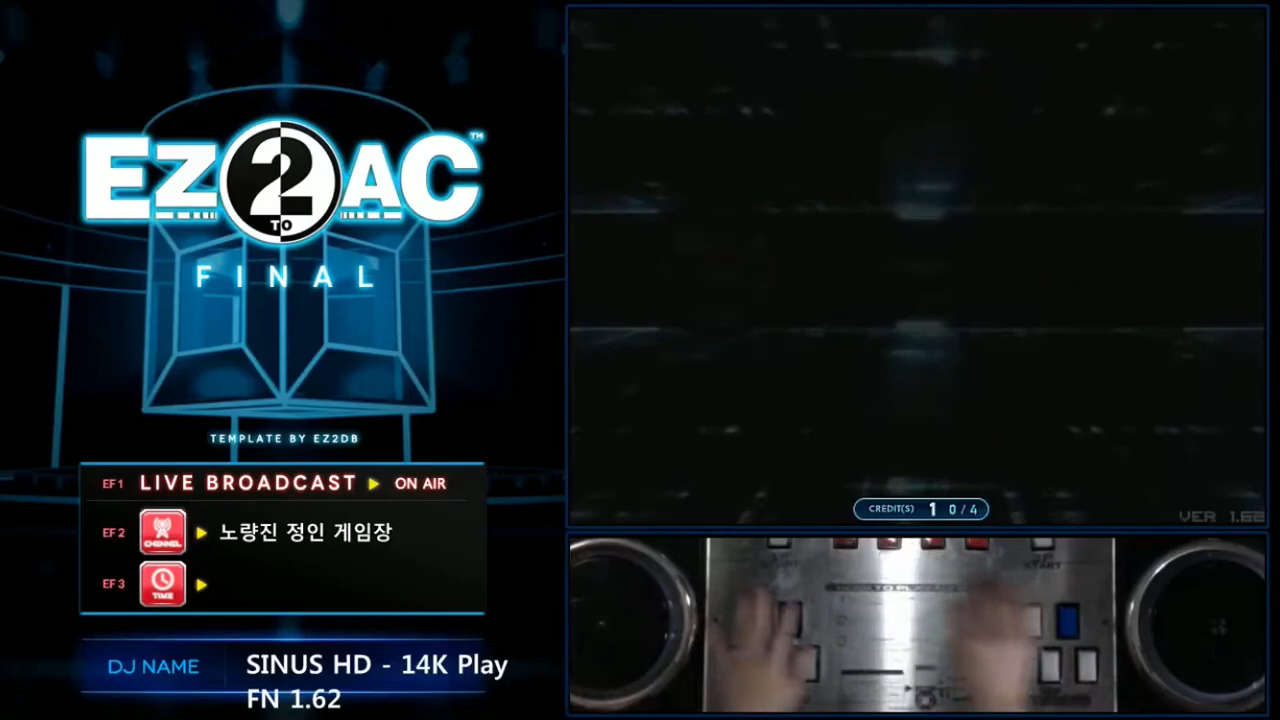 Ez2AC™
TO
FINAL
TEMPLATE BY EZ2DB
EF1 LIVE BROADCAST ▶ ON AIR
EF2 CHANNEL ▶ 노량진 정인 게임장
EF3 TIME ▶
DJ NAME SINUS HD - 14K Play
FN 1.62
CREDIT(S) 1 0 / 4
VER 1.62
START